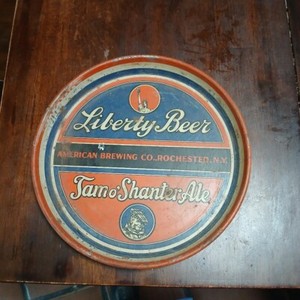 Liberty Beer
AMERICAN BREWING CO., ROCHESTER, N.Y.
Tam o' Shanter Ale